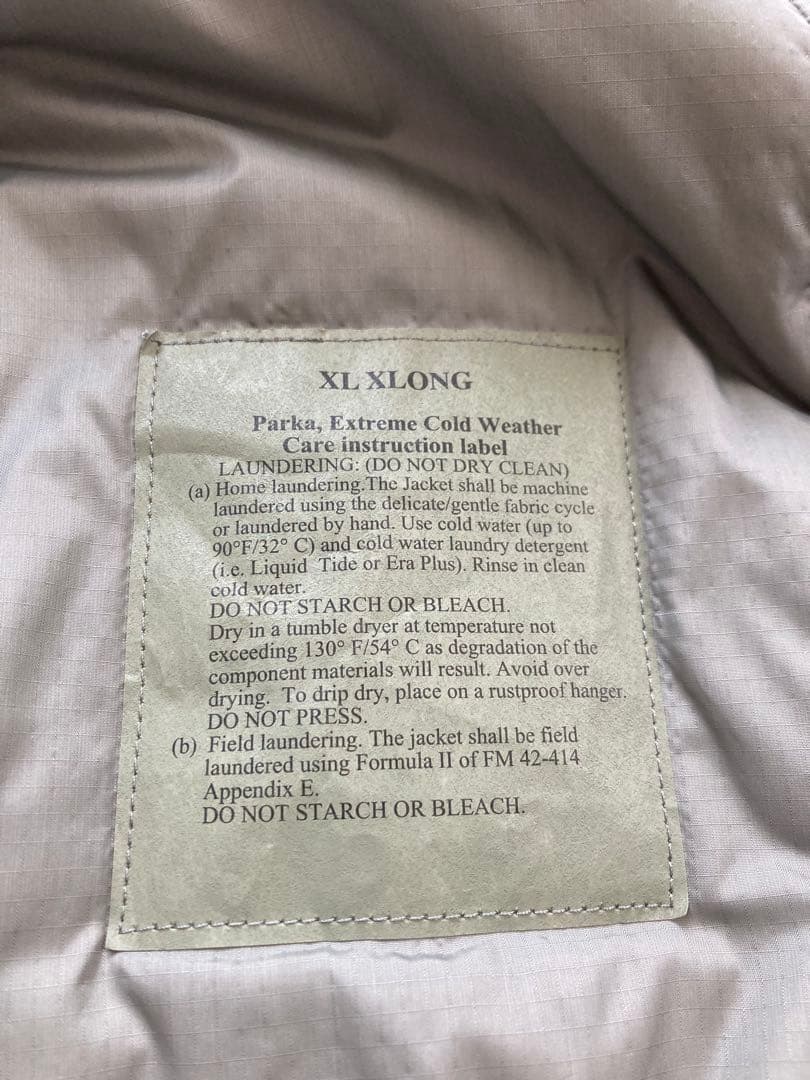 XL XLONG
Parka, Extreme Cold Weather
Care instruction label
LAUNDERING: (DO NOT DRY CLEAN)
(a) Home laundering.The Jacket shall be machine
laundered using the delicate/gentle fabric cycle
or laundered by hand. Use cold water (up to
90°F/32° C) and cold water laundry detergent
(i.e. Liquid Tide or Era Plus). Rinse in clean
cold water.
DO NOT STARCH OR BLEACH.
Dry in a tumble dryer at temperature not
exceeding 130° F/54° C as degradation of the
component materials will result. Avoid over
drying. To drip dry, place on a rustproof hanger.
DO NOT PRESS.
(b) Field laundering. The jacket shall be field
laundered using Formula II of FM 42-414
Appendix E.
DO NOT STARCH OR BLEACH.